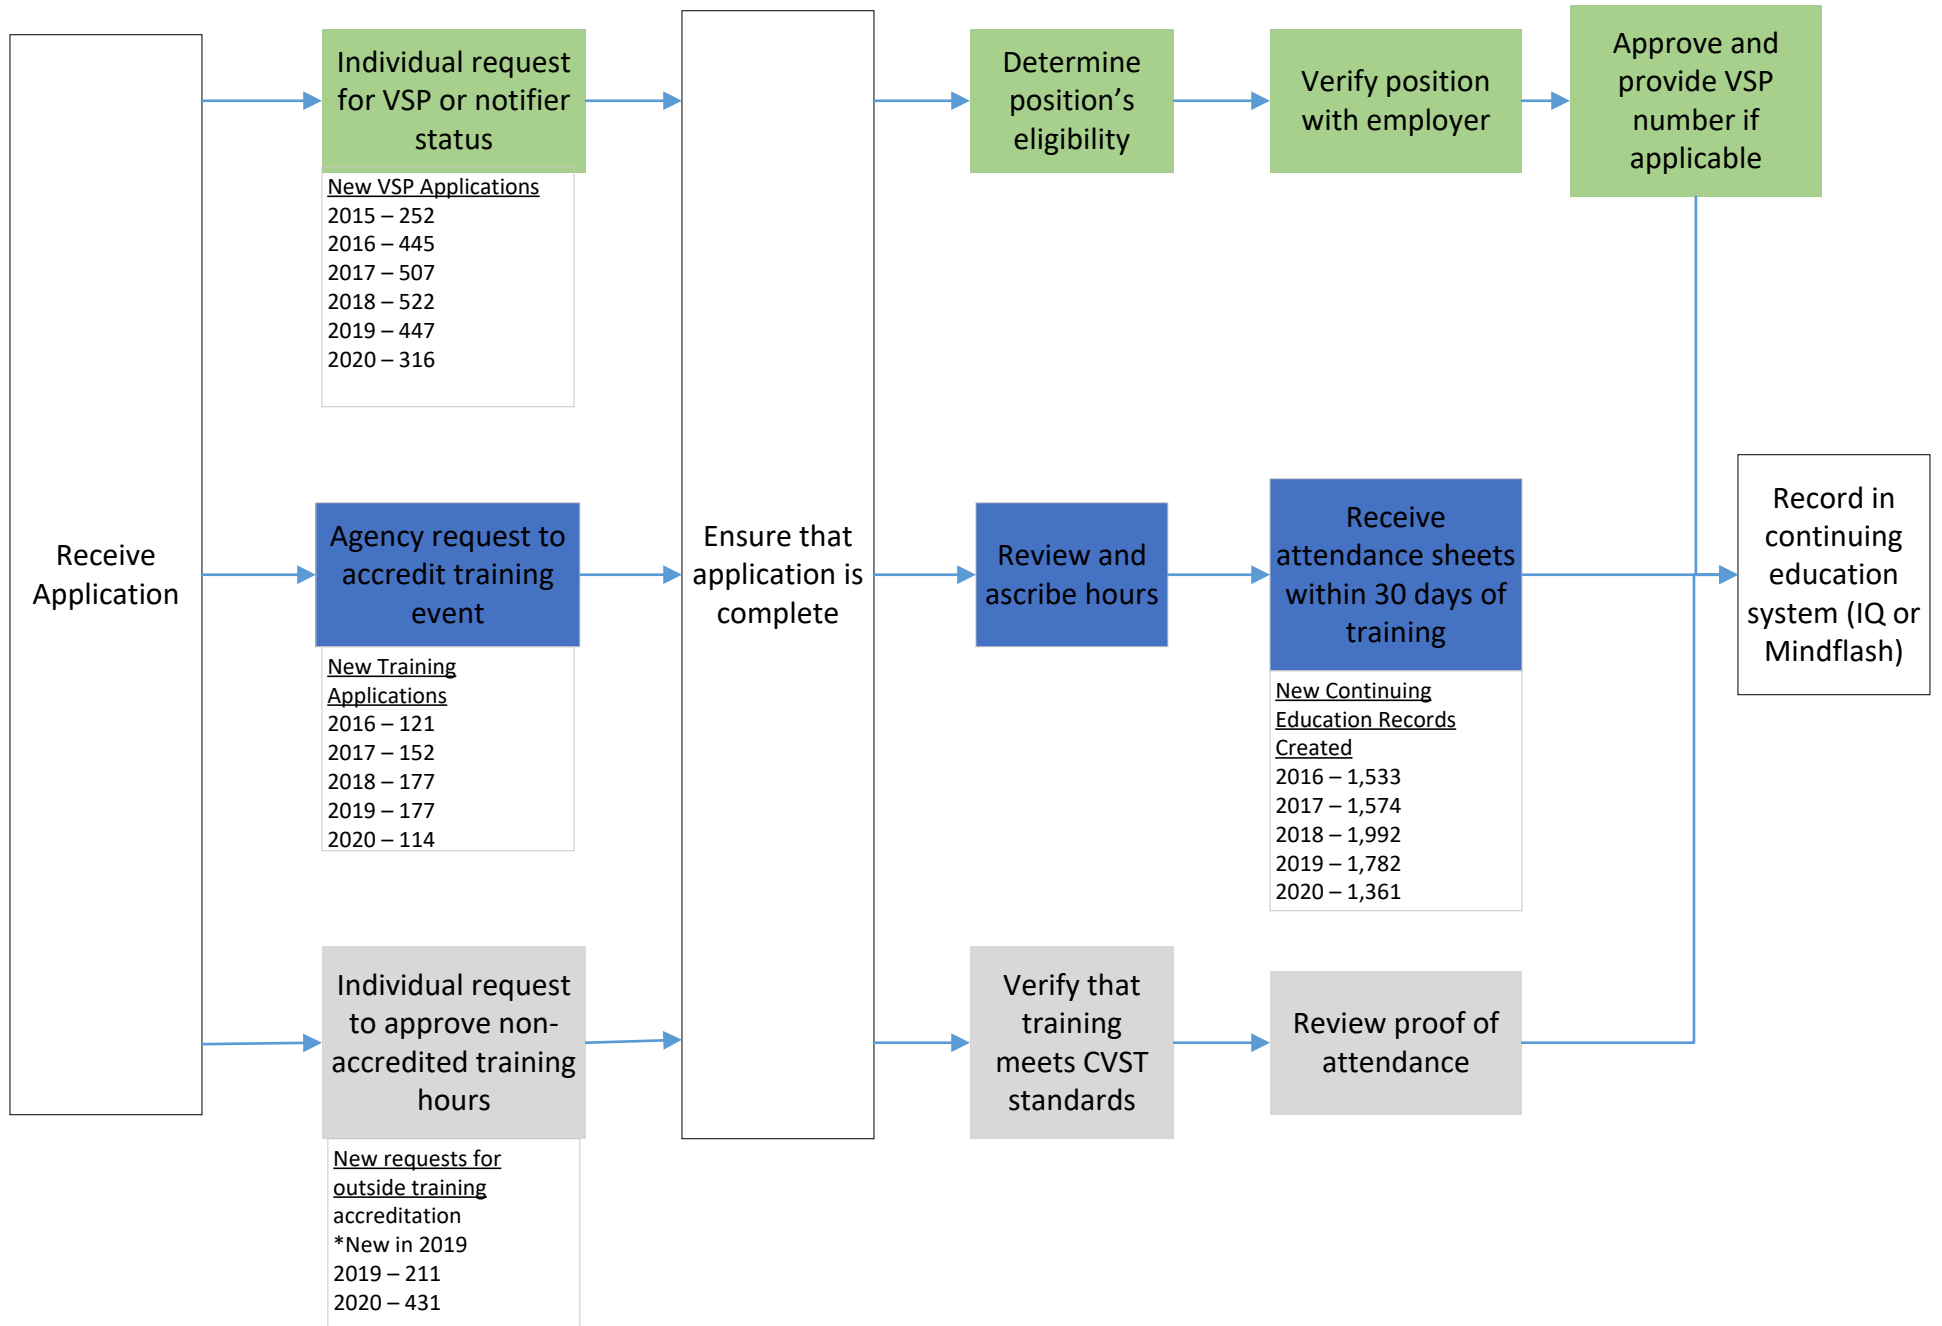 Receive
Application
Individual request
for VSP or notifier
status
New VSP Applications
2015 – 252
2016 – 445
2017 – 507
2018 – 522
2019 – 447
2020 – 316
Agency request to
accredit training
event
New Training
Applications
2016 – 121
2017 – 152
2018 – 177
2019 – 177
2020 – 114
Individual request
to approve non-
accredited training
hours
New requests for
outside training
accreditation
*New in 2019
2019 – 211
2020 – 431
Ensure that
application is
complete
Determine
position’s
eligibility
Verify position
with employer
Approve and
provide VSP
number if
applicable
Review and
ascribe hours
Receive
attendance sheets
within 30 days of
training
New Continuing
Education Records
Created
2016 – 1,533
2017 – 1,574
2018 – 1,992
2019 – 1,782
2020 – 1,361
Verify that
training
meets CVST
standards
Review proof of
attendance
Record in
continuing
education
system (IQ or
Mindflash)